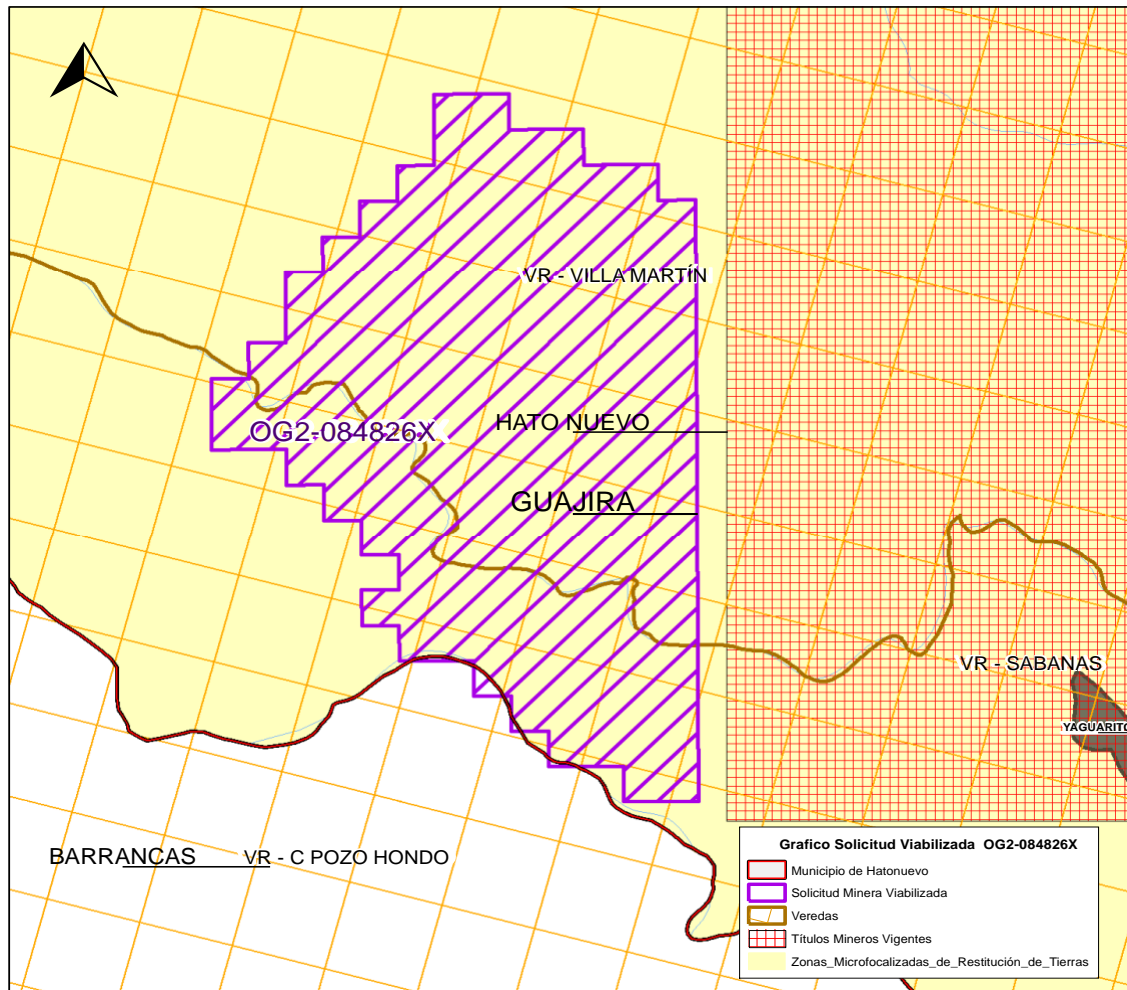 VR - VILLA MARTÍN
HATO NUEVO
OG2-084826X
GUAJIRA
VR - SABANAS
YAGUARITO
BARRANCAS
VR - C POZO HONDO
Grafico Solicitud Viabilizada OG2-084826X
Municipio de Hatonuevo
Solicitud Minera Viabilizada
Veredas
Títulos Mineros Vigentes
Zonas_Microfocalizadas_de_Restitución_de_Tierras